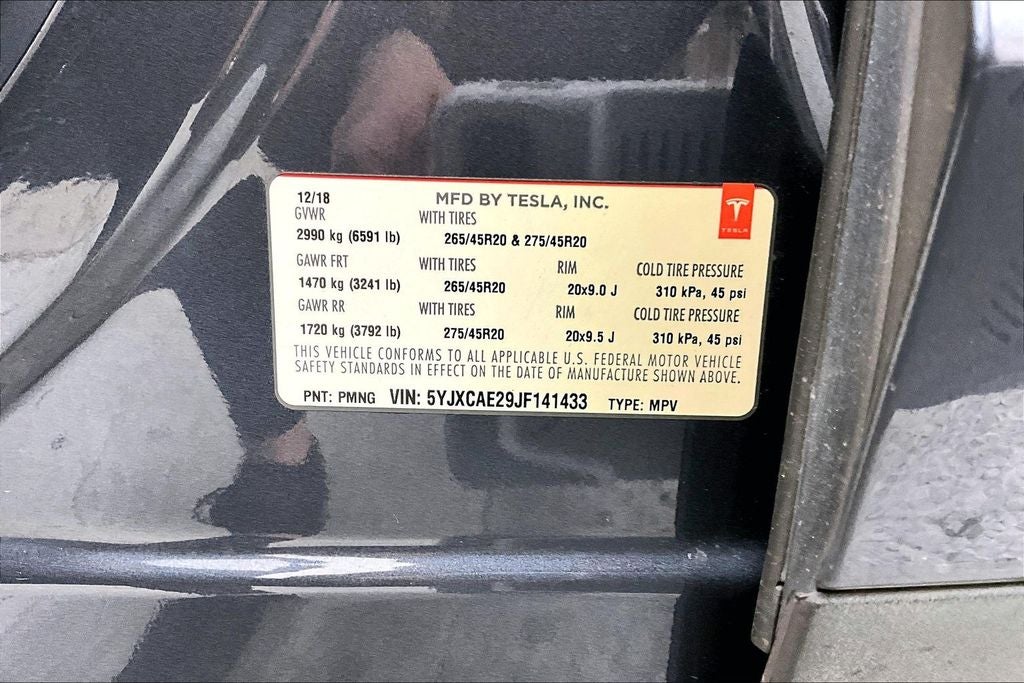 12/18 MFD BY TESLA, INC.
GVWR WITH TIRES
2990 kg (6591 lb) 265/45R20 & 275/45R20
GAWR FRT WITH TIRES RIM COLD TIRE PRESSURE
1470 kg (3241 lb) 265/45R20 20x9.0 J 310 kPa, 45 psi
GAWR RR WITH TIRES RIM COLD TIRE PRESSURE
1720 kg (3792 lb) 275/45R20 20x9.5 J 310 kPa, 45 psi
THIS VEHICLE CONFORMS TO ALL APPLICABLE U.S. FEDERAL MOTOR VEHICLE
SAFETY STANDARDS IN EFFECT ON THE DATE OF MANUFACTURE SHOWN ABOVE.
PNT: PMNG VIN: 5YJXCAE29JF141433 TYPE: MPV
TESLA